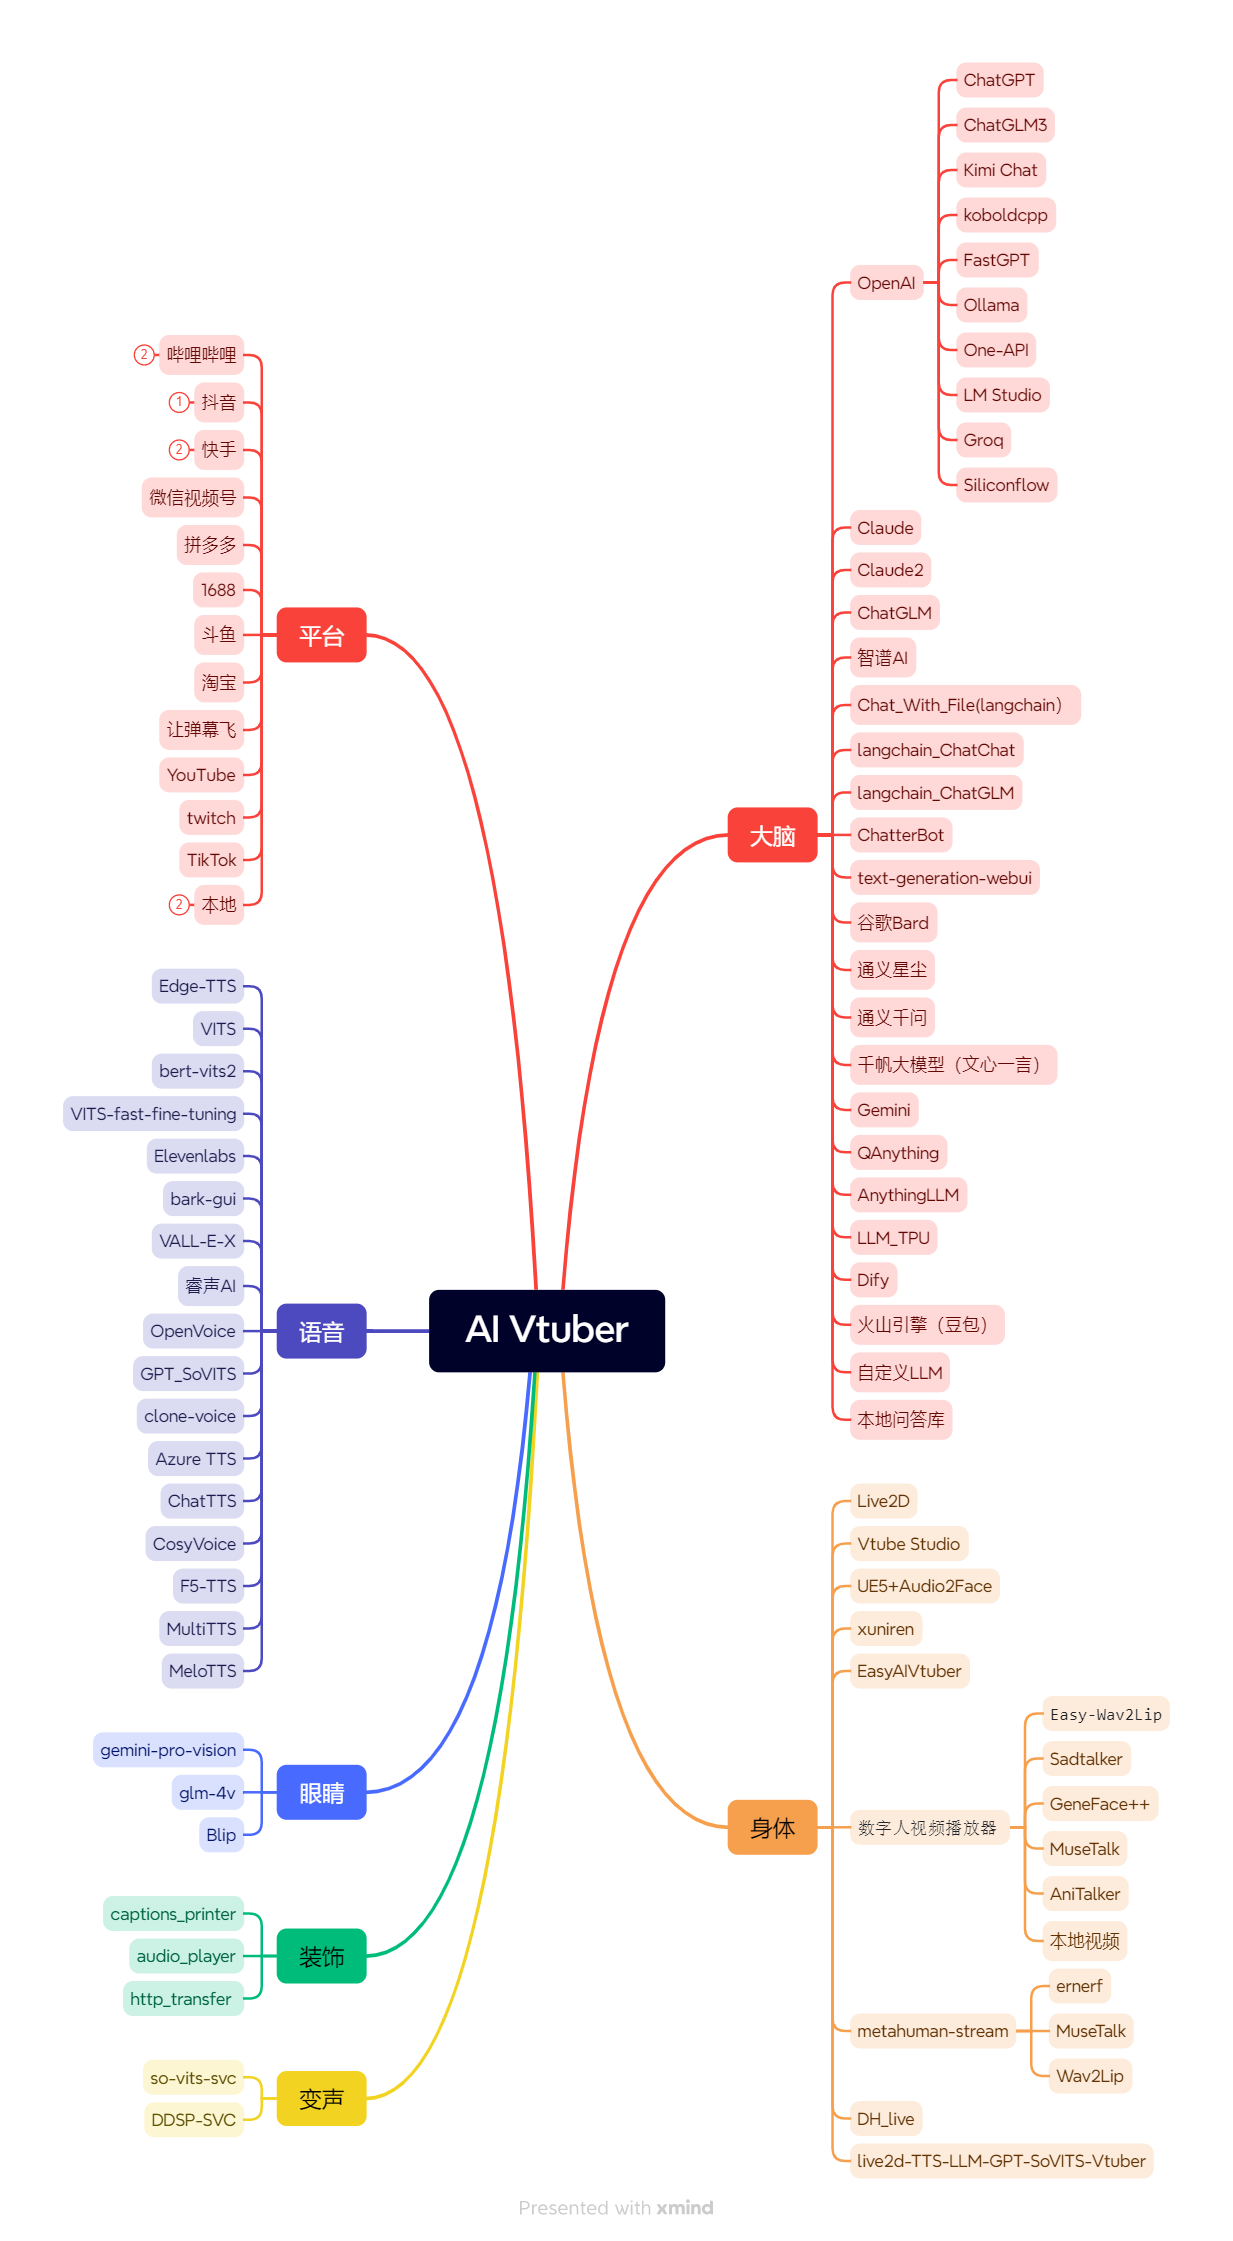 AI Vtuber
大脑
OpenAI
ChatGPT
ChatGLM3
Kimi Chat
koboldcpp
FastGPT
Ollama
One-API
LM Studio
Groq
Siliconflow
Claude
Claude2
ChatGLM
智谱AI
Chat_With_File(langchain）
langchain_ChatChat
langchain_ChatGLM
ChatterBot
text-generation-webui
谷歌Bard
通义星尘
通义千问
千帆大模型（文心一言）
Gemini
QAnything
AnythingLLM
LLM_TPU
Dify
火山引擎（豆包）
自定义LLM
本地问答库
身体
Live2D
Vtube Studio
UE5+Audio2Face
xuniren
EasyAIVtuber
数字人视频播放器
Easy-Wav2Lip
Sadtalker
GeneFace++
MuseTalk
AniTalker
本地视频
metahuman-stream
ernerf
MuseTalk
Wav2Lip
DH_live
live2d-TTS-LLM-GPT-SoVITS-Vtuber
平台
哔哩哔哩
2
抖音
1
快手
2
微信视频号
拼多多
1688
斗鱼
淘宝
让弹幕飞
YouTube
twitch
TikTok
本地
2
语音
Edge-TTS
VITS
bert-vits2
VITS-fast-fine-tuning
Elevenlabs
bark-gui
VALL-E-X
睿声AI
OpenVoice
GPT_SoVITS
clone-voice
Azure TTS
ChatTTS
CosyVoice
F5-TTS
MultiTTS
MeloTTS
眼睛
gemini-pro-vision
glm-4v
Blip
装饰
captions_printer
audio_player
http_transfer
变声
so-vits-svc
DDSP-SVC
Presented with xmind